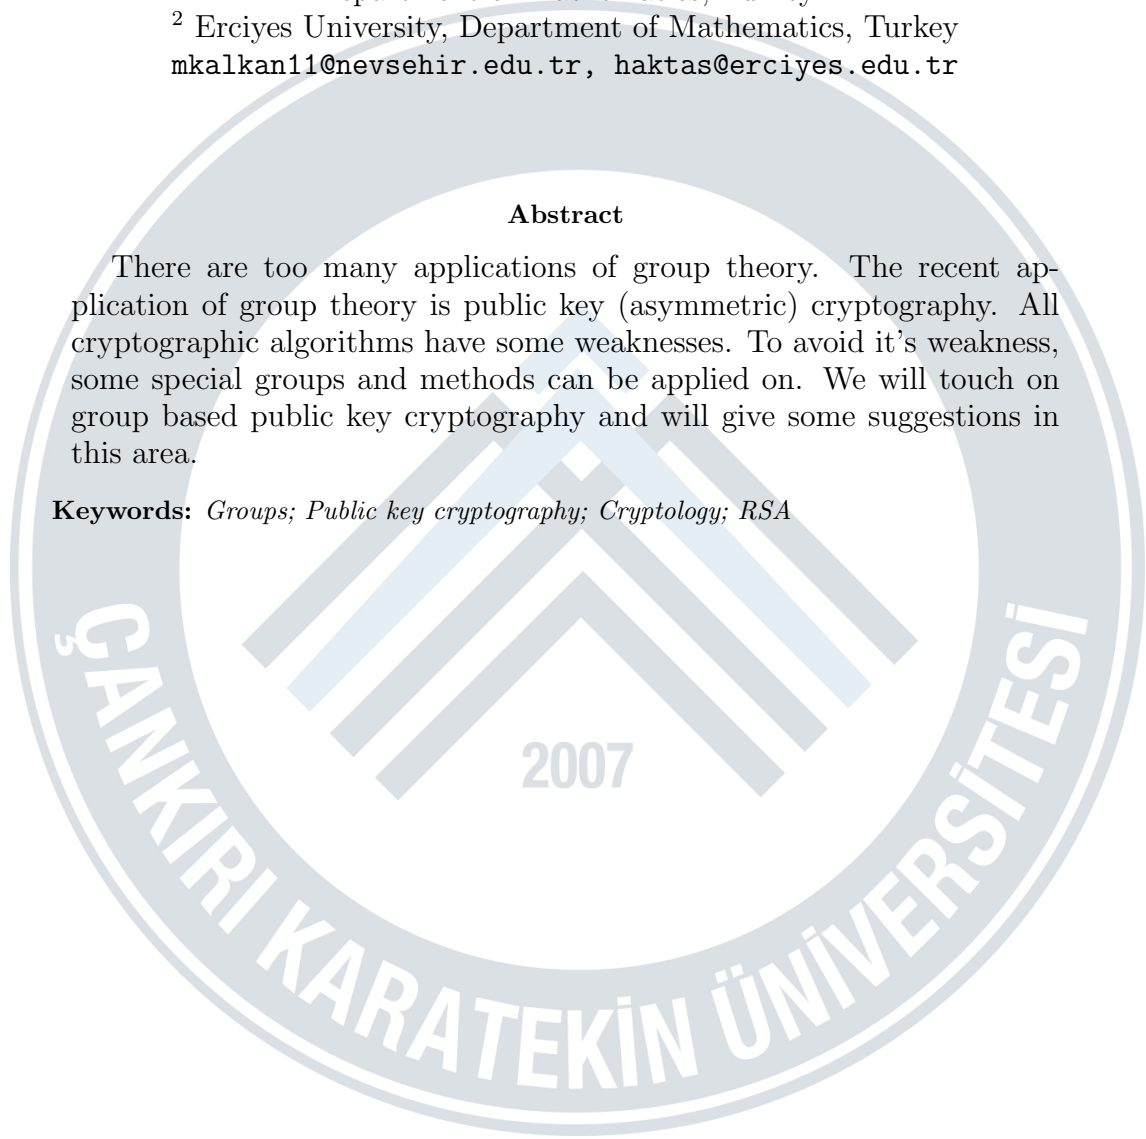 ² Erciyes University, Department of Mathematics, Turkey
mkalkan11@nevsehir.edu.tr, haktas@erciyes.edu.tr
Abstract
There are too many applications of group theory. The recent ap-
plication of group theory is public key (asymmetric) cryptography. All
cryptographic algorithms have some weaknesses. To avoid it's weakness,
some special groups and methods can be applied on. We will touch on
group based public key cryptography and will give some suggestions in
this area.
Keywords: Groups; Public key cryptography; Cryptology; RSA
2007
ÇANKIRI KARATEKİN ÜNİVERSİTESİ